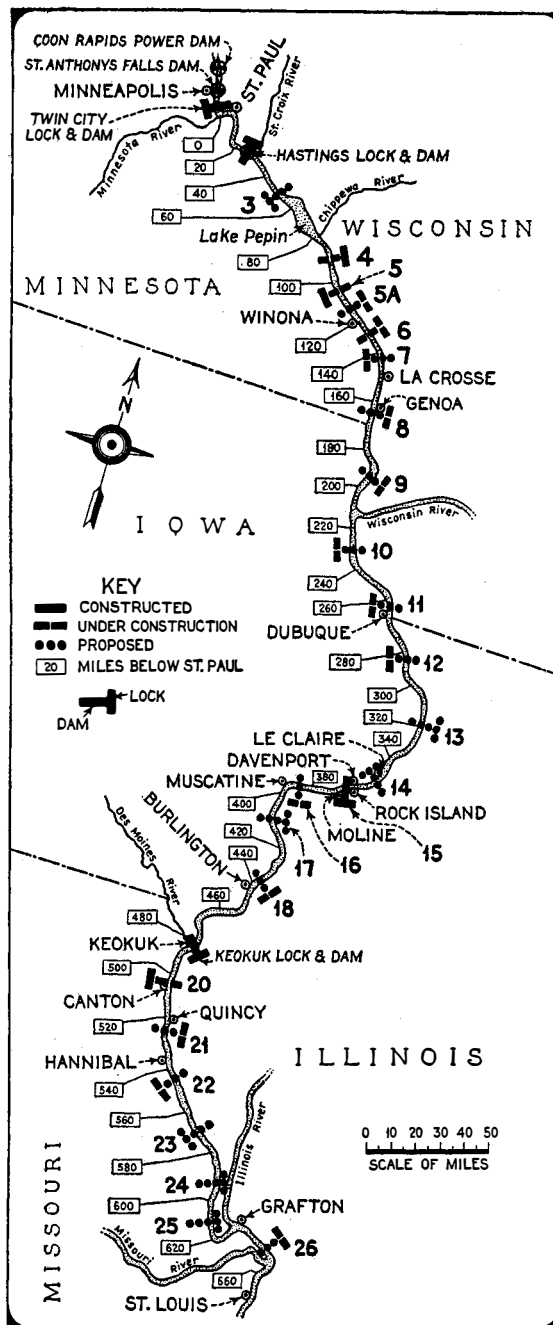 COON RAPIDS POWER DAM
ST. ANTHONYS FALLS DAM
MINNEAPOLIS
ST. PAUL
TWIN CITY
LOCK & DAM
St. Croix River
Minnesota River
0
20
HASTINGS LOCK & DAM
40
60
3
Chippewa River
Lake Pepin
WISCONSIN
80
4
MINNESOTA
100
5
5A
WINONA
6
120
7
140
LA CROSSE
160
GENOA
8
N
180
9
200
IOWA
220
Wisconsin River
10
240
KEY
CONSTRUCTED
UNDER CONSTRUCTION
PROPOSED
20 MILES BELOW ST. PAUL
LOCK
DAM
260
11
DUBUQUE
280
12
300
320
13
LE CLAIRE
340
DAVENPORT
MUSCATINE
380
14
400
ROCK ISLAND
MOLINE
15
16
Des Moines
River
BURLINGTON
420
17
440
18
460
480
KEOKUK
KEOKUK LOCK & DAM
500
20
CANTON
QUINCY
520
21
HANNIBAL
ILLINOIS
540
22
560
23
Illinois River
0 10 20 30 40 50
SCALE OF MILES
580
MISSOURI
24
600
GRAFTON
25
620
26
Missouri
River
660
ST. LOUIS